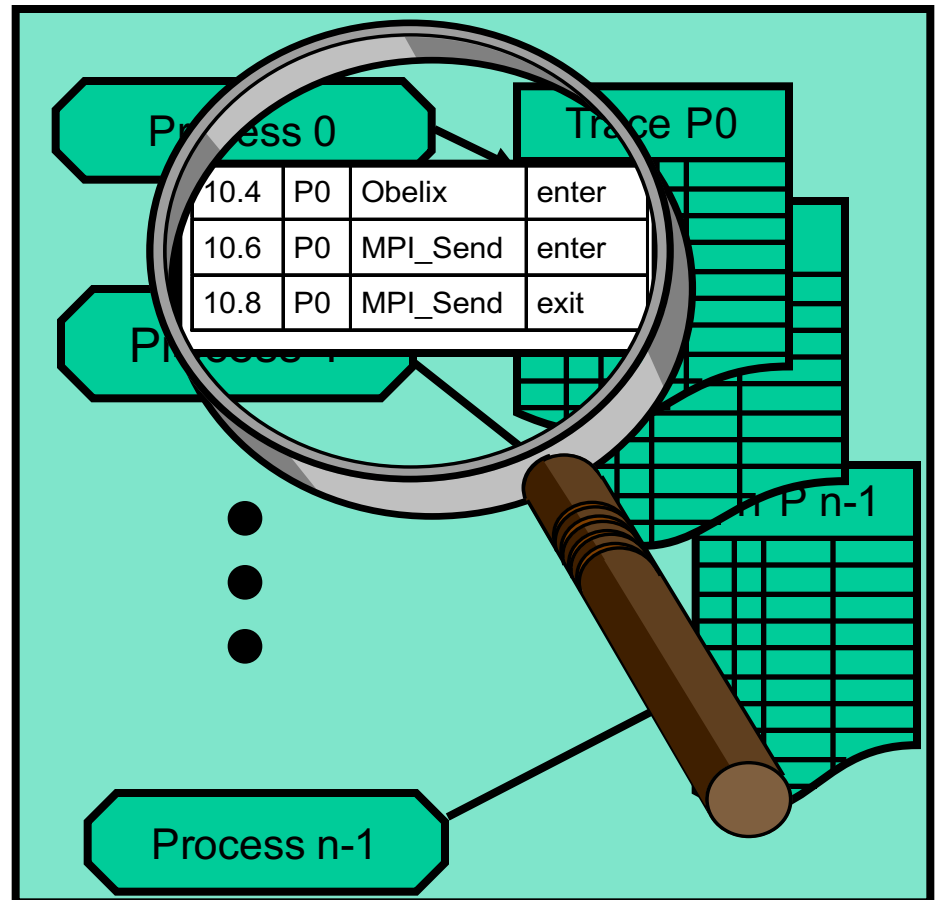 Process 0
Trace P0
10.4 P0 Obelix enter
10.6 P0 MPI_Send enter
10.8 P0 MPI_Send exit
P n-1
Process n-1